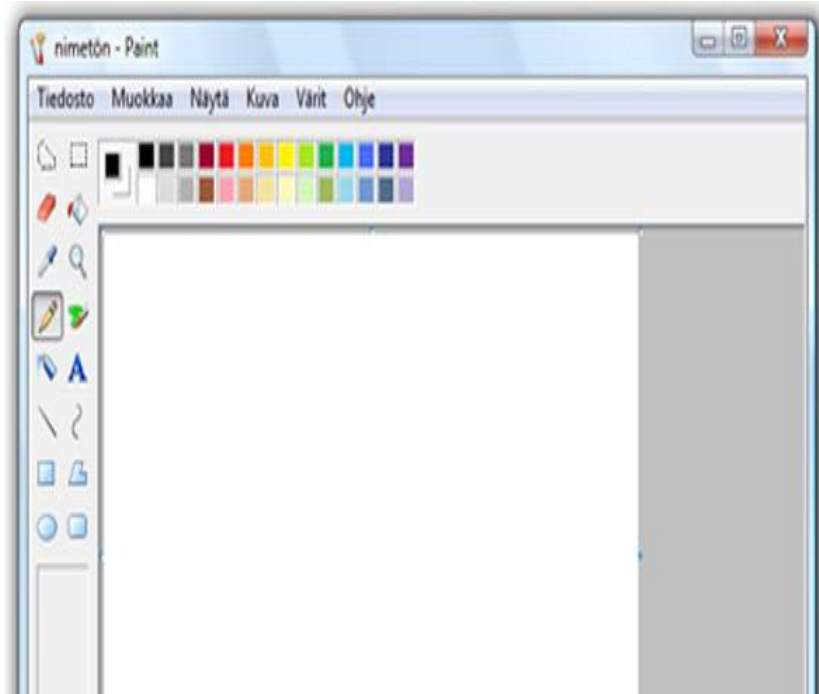 nimetön - Paint
Tiedosto Muokkaa Näytä Kuva Värit Ohje
A